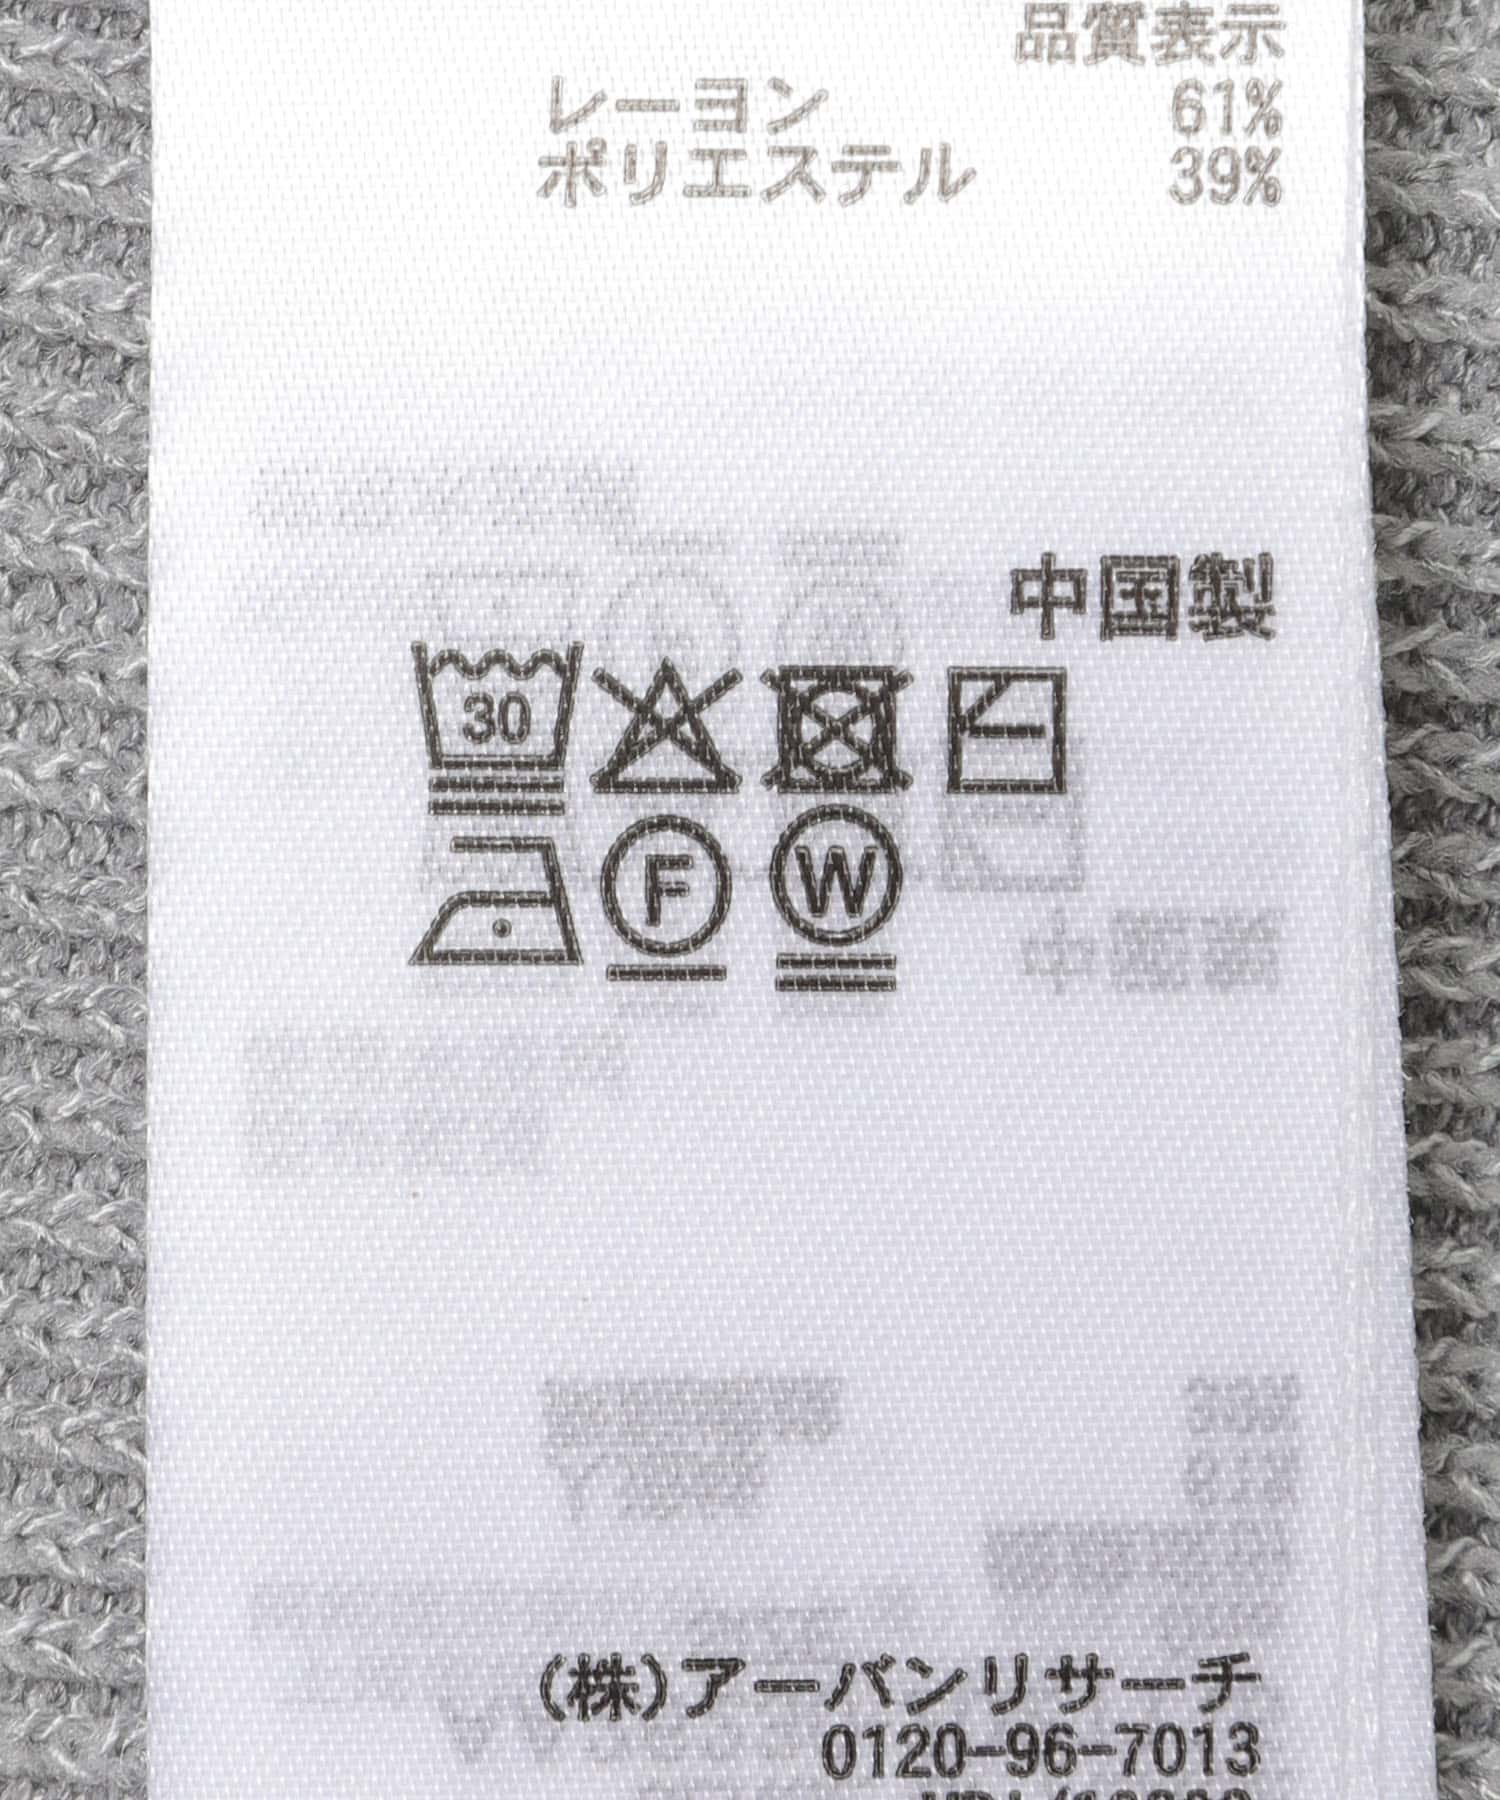 品質表示
レーヨン 61%
ポリエステル 39%
中国製
30
F W
(株)アーバンリサーチ
0120-96-7013